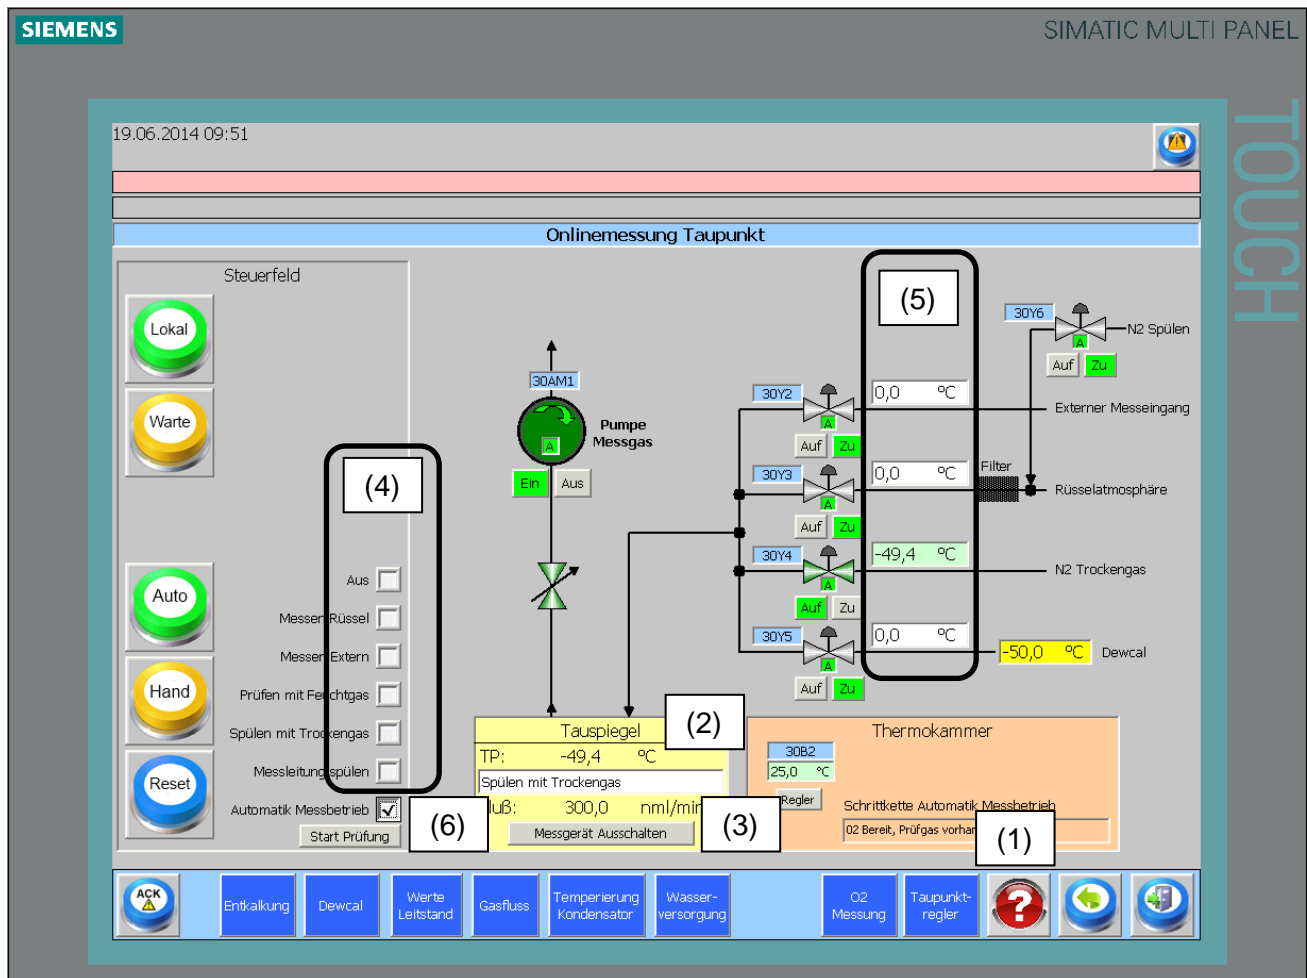 SIEMENS
SIMATIC MULTI PANEL
TOUCH
19.06.2014 09:51
Onlinemessung Taupunkt
Steuerfeld
Lokal
Warte
(4)
Aus
Messen Rüssel
Messen Extern
Auto
Hand
Prüfen mit Feuchtgas
Spülen mit Trockengas
Messleitung spülen
Reset
Automatik Messbetrieb
Start Prüfung
(6)
30AM1
A
Pumpe
Messgas
Ein Aus
(5)
30Y6
A
N2 Spülen
Auf Zu
30Y2
0,0 °C
A
Externer Messeingang
Auf Zu
30Y3
0,0 °C
Filter
A
Rüsselatmosphäre
Auf Zu
30Y4
-49,4 °C
A
N2 Trockengas
Auf Zu
30Y5
0,0 °C
A
-50,0 °C Dewcal
Auf Zu
Tauspiegel
(2)
TP: -49,4 °C
Spülen mit Trockengas
luß: 300,0 nml/min
Messgerät Ausschalten
(3)
Thermokammer
30B2
25,0 °C
Regler
Schrittkette Automatik Messbetrieb
02 Bereit, Prüfgas
(1)
ACK
Entkalkung
Dewcal
Werte
Leitstand
Gasfluss
Temperierung
Kondensator
Wasser-
versorgung
O2
Messung
Taupunkt-
regler
?